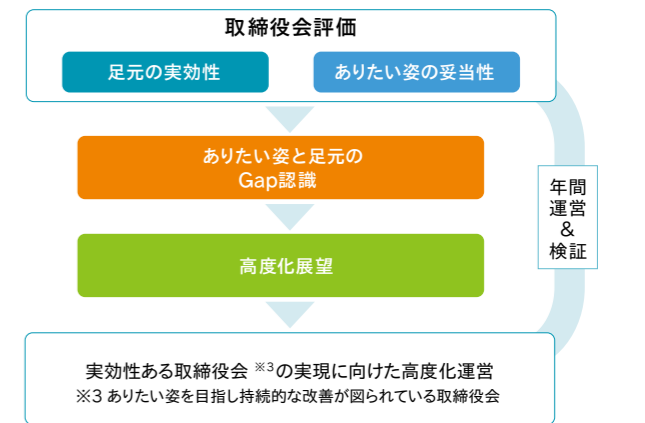 取締役会評価
足元の実効性
ありたい姿の妥当性
ありたい姿と足元の
Gap認識
高度化展望
年間
運営
&
検証
実効性ある取締役会 ※3の実現に向けた高度化運営
※3 ありたい姿を目指し持続的な改善が図られている取締役会